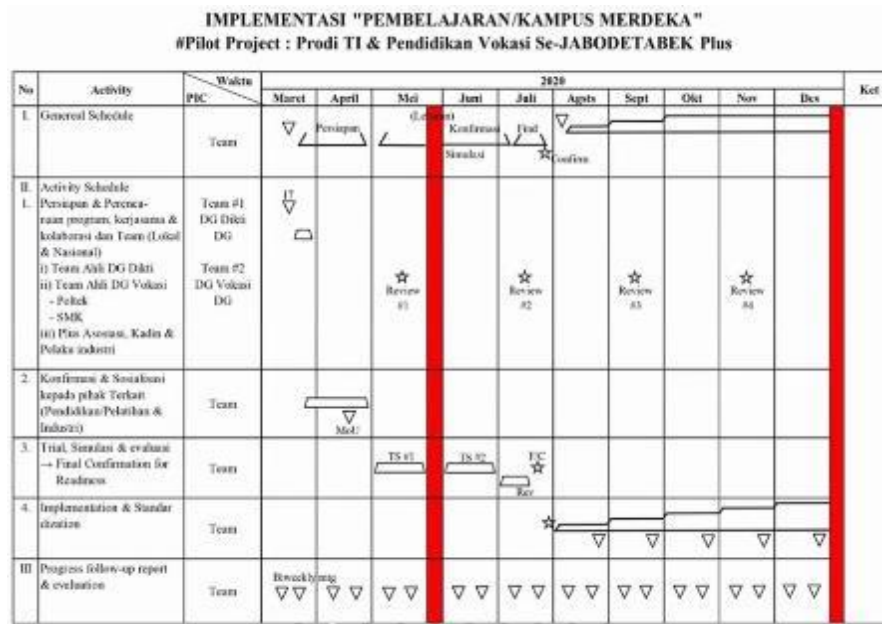 IMPLEMENTASI "PEMBELAJARAN/KAMPUS MERDEKA"
#Pilot Project : Prodi TI & Pendidikan Vokasi Se-JABODETABEK Plus
No Activity Waktu PIC 2020 Ket
Maret April Mei Juni Juli Agsts Sept Okt Nov Des
I. Genereal Schedule Team Persiapan Konfirmasi Final
Simulasi Confirm
II. Activity Schedule
1. Persiapan & Perenca- Team #1
naan program, kerjasama & DG Dikti
kolaborasi dan Team (Lokal DG
& Nasional)
i) Team Ahli DG Dikti Team #2
ii) Team Ahli DG Vokasi DG Vokasi
- Poltek DG
- SMK
iii) Plus Asosiasi, Kadin &
Pelaku industri
Review Review Review Review
#1 #2 #3 #4
2. Konfirmasi & Sosialisasi
kepada pihak Terkait
(Pendidikan/Pelatihan & Team
Industri) MoU
3. Trial, Simulasi & evaluasi TS #1 TS #2 F/C
→ Final Confirmation for Team
Readiness Rev
4. Implementation & Standar
dization Team
III Progress follow-up report Biweekly mtg
& evaluation Team